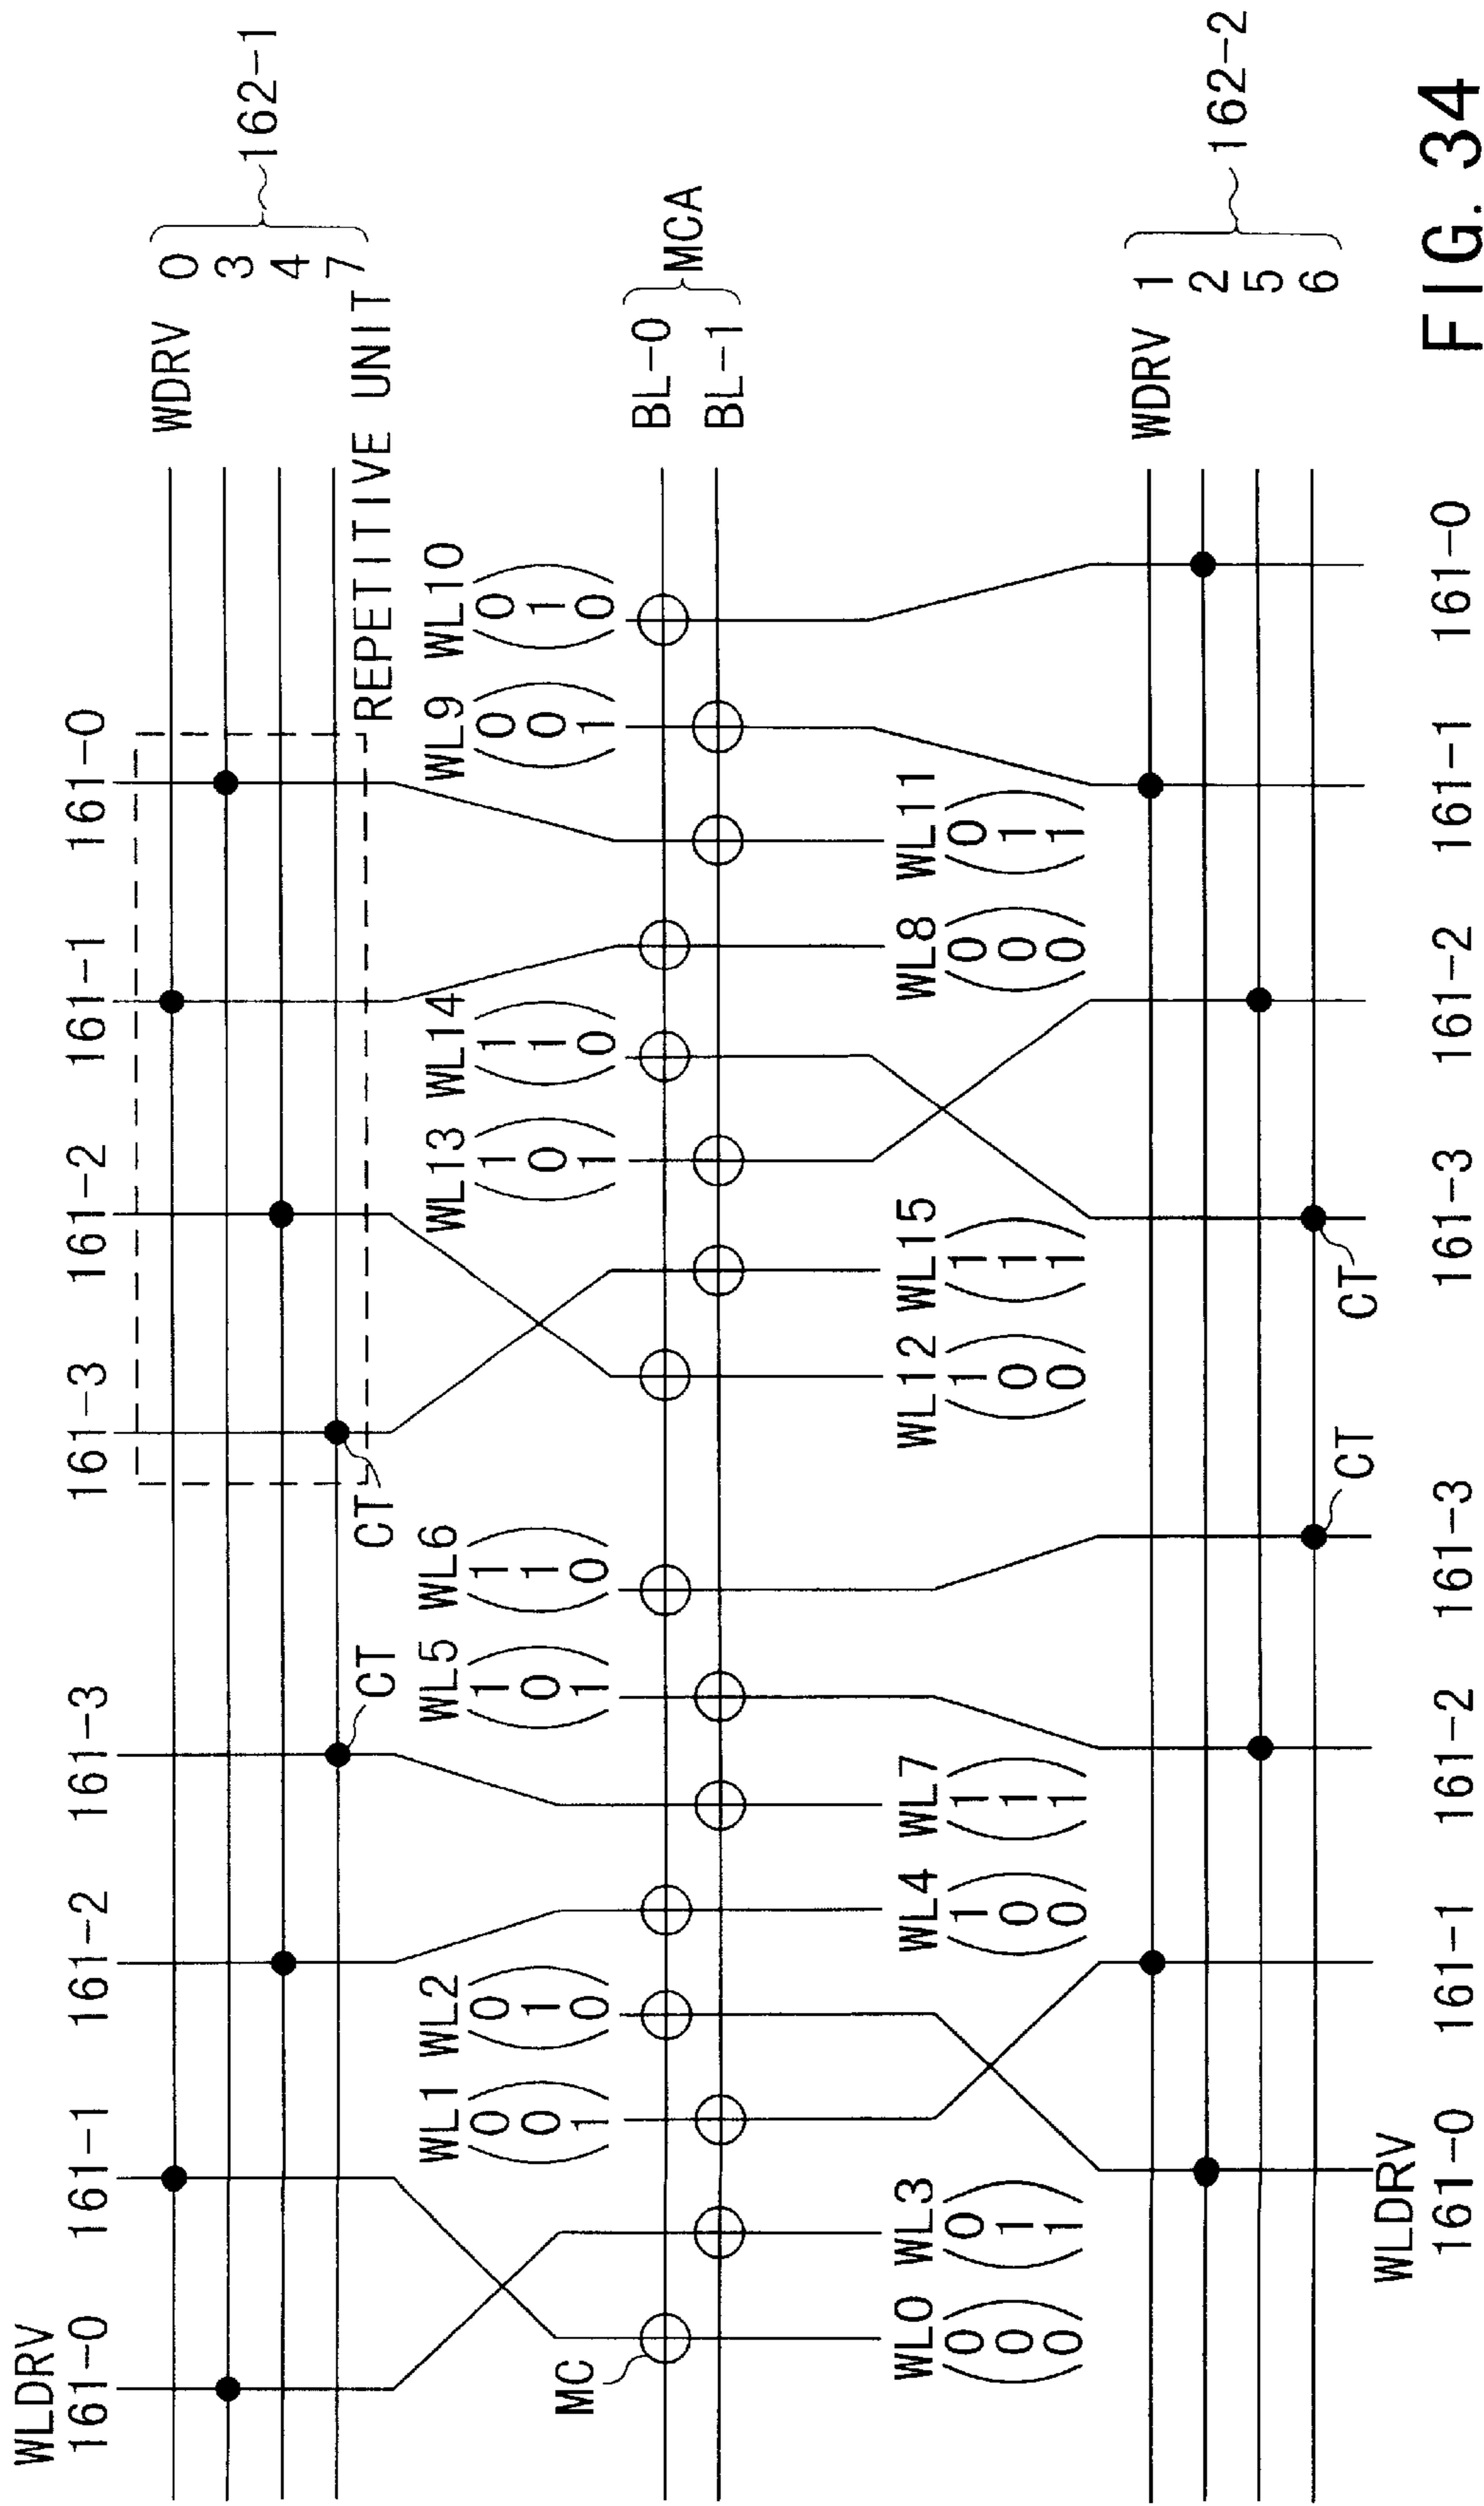 WLDRV
161-0 161-1 161-2 161-3 161-3 161-2 161-1 161-0
WDRV 0
3
4
7
162-1
REPETITIVE UNIT
CT CT
WL1 WL2 WL5 WL6 WL13 WL14 WL9 WL10
0 0 1 1 1 1 0 0
0 1 0 1 0 1 0 1
1 0 1 0 1 0 1 0
MC
BL-0
BL-1
MCA
WL0 WL3 WL4 WL7 WL12 WL15 WL8 WL11
0 0 1 1 1 1 0 0
0 1 0 1 0 1 0 1
0 1 0 1 0 1 0 1
WDRV 1
2
5
6
162-2
CT CT
WLDRV
161-0 161-1 161-2 161-3 161-3 161-2 161-1 161-0
FIG. 34